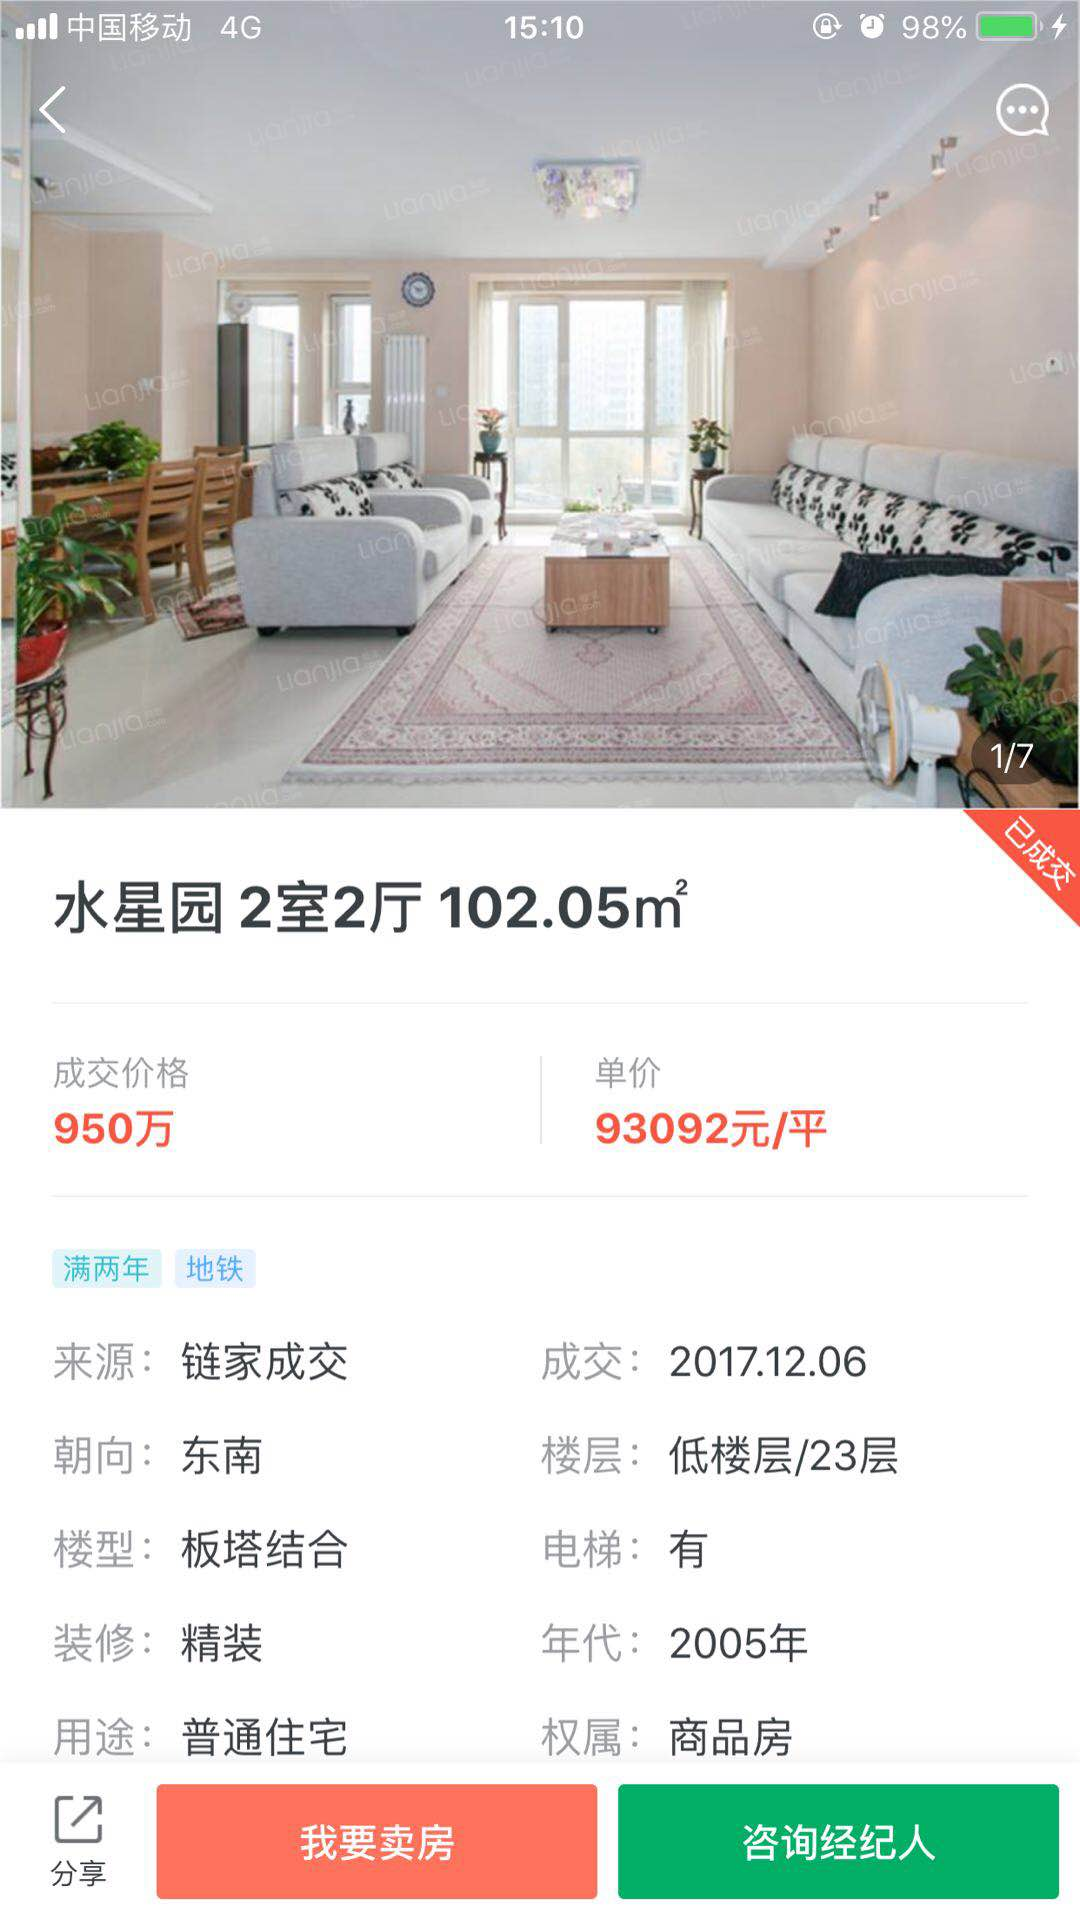 中国移动 4G 15:10 98%
lianjia
1/7
已成交
水星园 2室2厅 102.05㎡
成交价格 单价
950万 93092元/平
满两年 地铁
来源: 链家成交 成交: 2017.12.06
朝向: 东南 楼层: 低楼层/23层
楼型: 板塔结合 电梯: 有
装修: 精装 年代: 2005年
用途: 普通住宅 权属: 商品房
分享 我要卖房 咨询经纪人